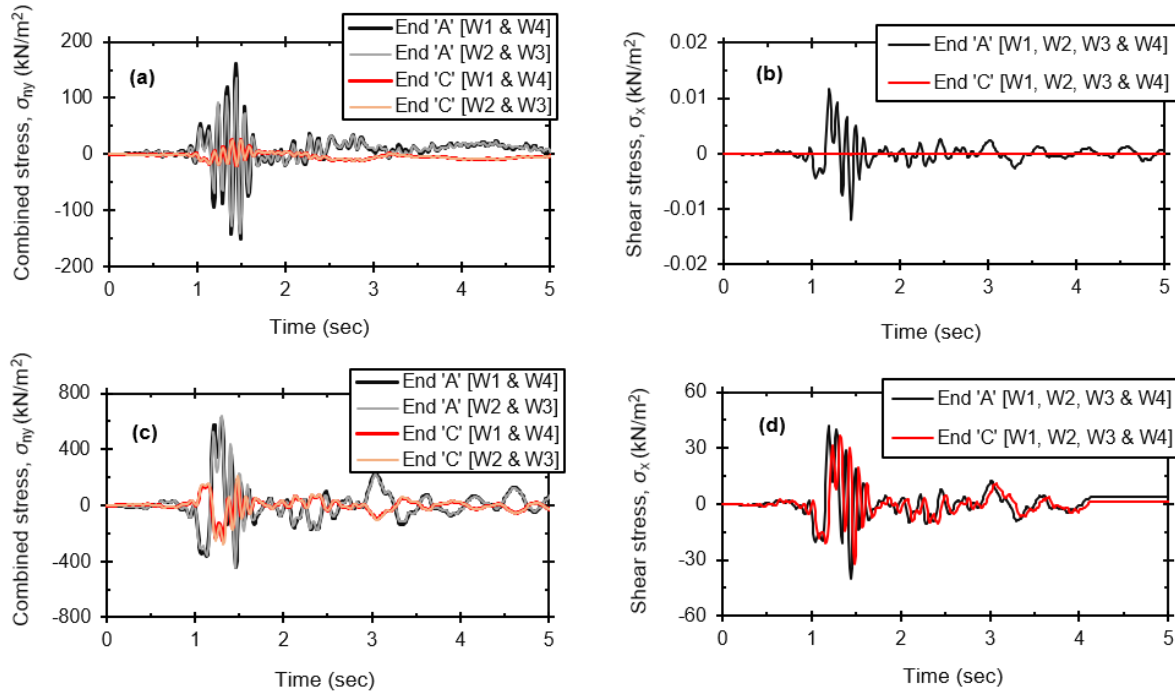 Combined stress, σηy (kN/m²)
200
100
0
-100
-200
(a)
End 'A' [W1 & W4]
End 'A' [W2 & W3]
End 'C' [W1 & W4]
End 'C' [W2 & W3]
0 1 2 3 4 5
Time (sec)
Shear stress, σx (kN/m²)
0.02
0.01
0
-0.01
-0.02
(b)
End 'A' [W1, W2, W3 & W4]
End 'C' [W1, W2, W3 & W4]
0 1 2 3 4 5
Time (sec)
Combined stress, σηy (kN/m²)
800
400
0
-400
-800
(c)
End 'A' [W1 & W4]
End 'A' [W2 & W3]
End 'C' [W1 & W4]
End 'C' [W2 & W3]
0 1 2 3 4 5
Time (sec)
Shear stress, σx (kN/m²)
60
30
0
-30
-60
(d)
End 'A' [W1, W2, W3 & W4]
End 'C' [W1, W2, W3 & W4]
0 1 2 3 4 5
Time (sec)